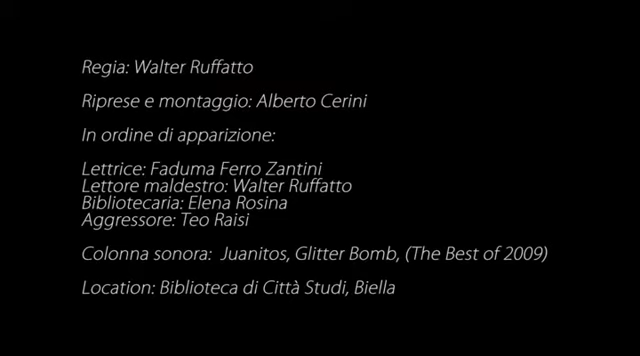 Regia: Walter Ruffatto
Riprese e montaggio: Alberto Cerini
In ordine di apparizione:
Lettrice: Faduma Ferro Zantini
Lettore maldestro: Walter Ruffatto
Bibliotecaria: Elena Rosina
Aggressore: Teo Raisi
Colonna sonora:  Juanitos, Glitter Bomb, (The Best of 2009)
Location: Biblioteca di Città Studi, Biella